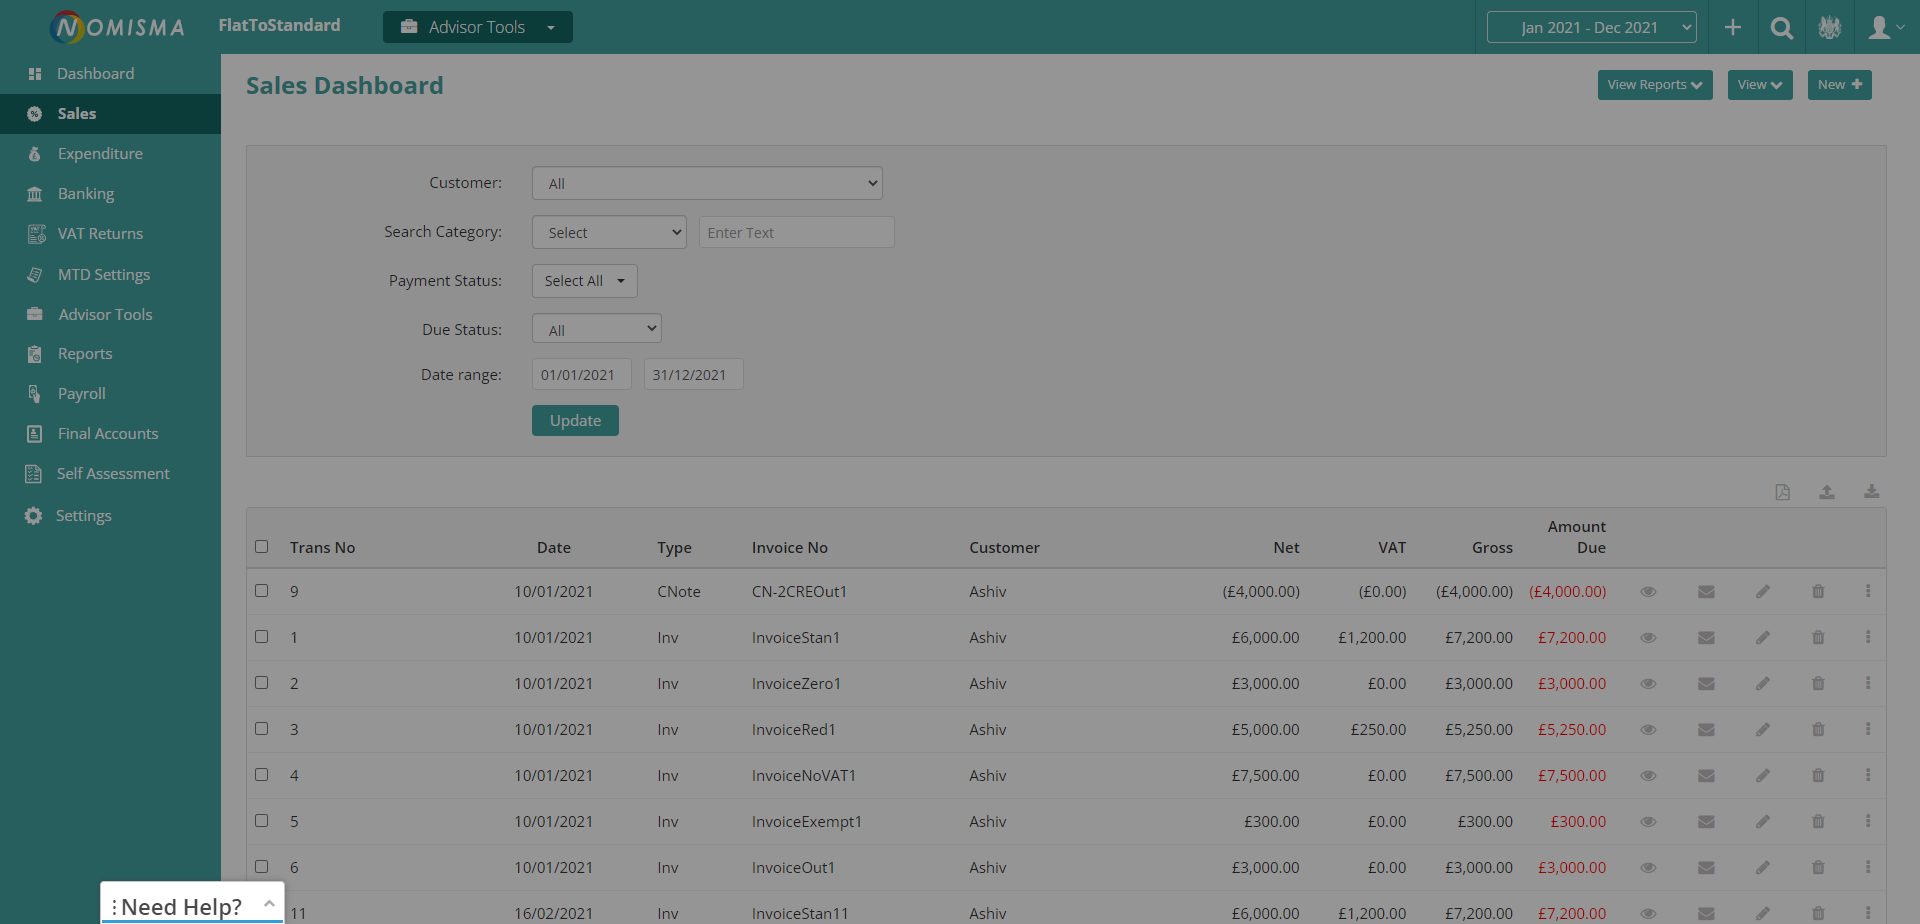 NOMISMA FlatToStandard Advisor Tools Jan 2021 - Dec 2021
Dashboard
Sales
Expenditure
Banking
VAT Returns
MTD Settings
Advisor Tools
Reports
Payroll
Final Accounts
Self Assessment
Settings
Sales Dashboard View Reports View New
Customer: All
Search Category: Select Enter Text
Payment Status: Select All
Due Status: All
Date range: 01/01/2021 31/12/2021
Update
Trans No Date Type Invoice No Customer Net VAT Gross Amount Due
9 10/01/2021 CNote CN-2CREOut1 Ashiv (£4,000.00) (£0.00) (£4,000.00) (£4,000.00)
1 10/01/2021 Inv InvoiceStan1 Ashiv £6,000.00 £1,200.00 £7,200.00 £7,200.00
2 10/01/2021 Inv InvoiceZero1 Ashiv £3,000.00 £0.00 £3,000.00 £3,000.00
3 10/01/2021 Inv InvoiceRed1 Ashiv £5,000.00 £250.00 £5,250.00 £5,250.00
4 10/01/2021 Inv InvoiceNoVAT1 Ashiv £7,500.00 £0.00 £7,500.00 £7,500.00
5 10/01/2021 Inv InvoiceExempt1 Ashiv £300.00 £0.00 £300.00 £300.00
6 10/01/2021 Inv InvoiceOut1 Ashiv £3,000.00 £0.00 £3,000.00 £3,000.00
11 16/02/2021 Inv InvoiceStan11 Ashiv £6,000.00 £1,200.00 £7,200.00 £7,200.00
Need Help?